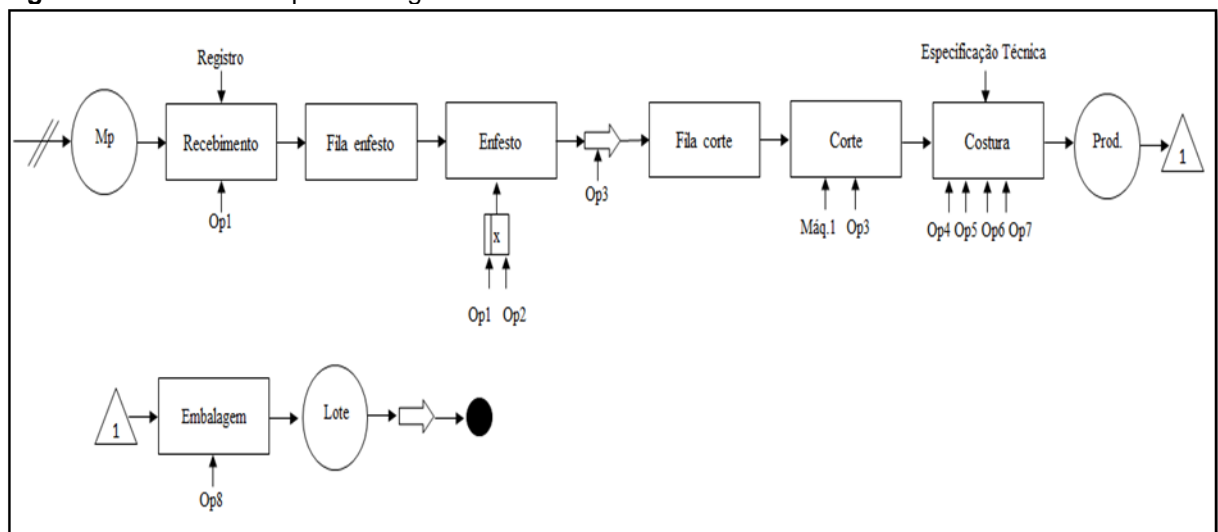 Registro
Especificação Técnica
Mp
Recebimento
Fila enfesto
Enfesto
Fila corte
Corte
Costura
Prod.
1
Op1
Op3
Máq.1 Op3
Op4 Op5 Op6 Op7
x
Op1 Op2
1
Embalagem
Lote
Op8